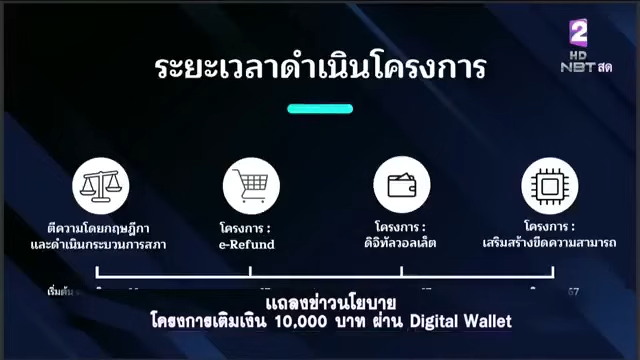 2
HD
NBT สด
ระยะเวลาดำเนินโครงการ
ตีความโดยกฤษฎีกา
และดำเนินกระบวนการสภา
โครงการ :
e-Refund
โครงการ :
ดิจิทัลวอลเล็ต
โครงการ :
เสริมสร้างขีดความสามารถ
เริ่มต้น 67
แถลงข่าวนโยบาย
โครงการเติมเงิน 10,000 บาท ผ่าน Digital Wallet